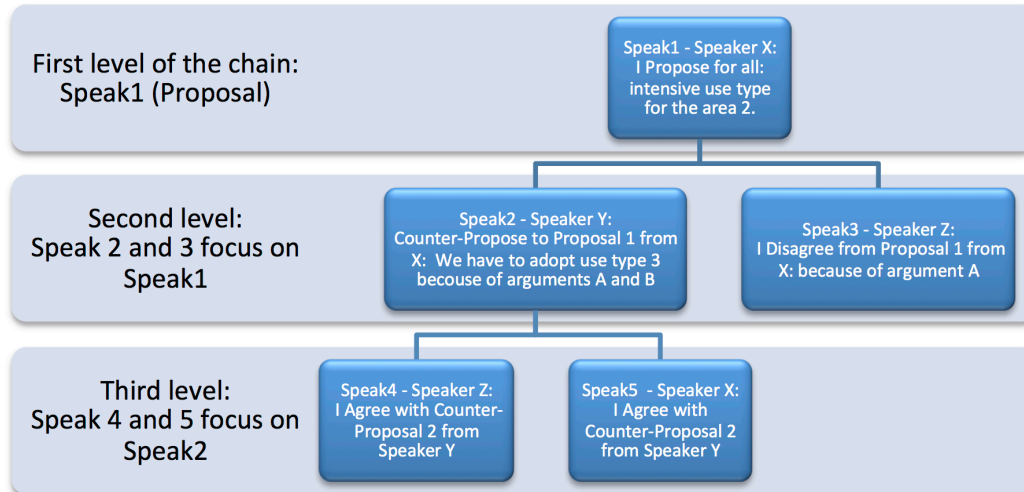 First level of the chain:
Speak1 (Proposal)
Speak1 - Speaker X:
I Propose for all:
intensive use type
for the area 2.
Second level:
Speak 2 and 3 focus on
Speak1
Speak2 - Speaker Y:
Counter-Propose to Proposal 1 from
X:  We have to adopt use type 3
becouse of arguments A and B
Speak3 - Speaker Z:
I Disagree from Proposal 1 from
X: because of argument A
Third level:
Speak 4 and 5 focus on
Speak2
Speak4 - Speaker Z:
I Agree with Counter-
Proposal 2 from
Speaker Y
Speak5  - Speaker X:
I Agree with
Counter-Proposal 2
from Speaker Y